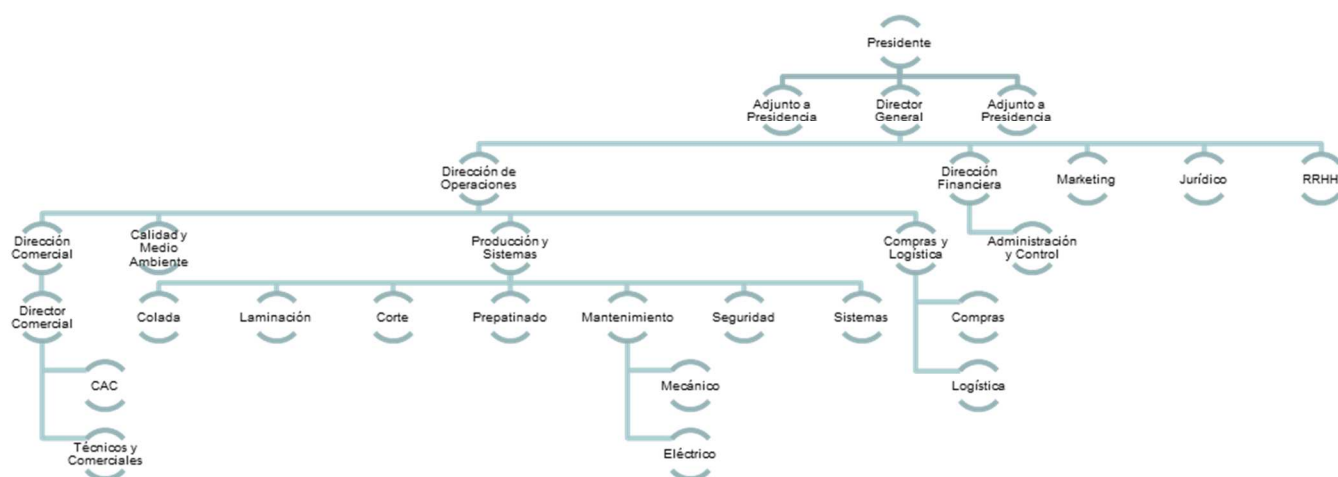 Presidente
Adjunto a
Presidencia
Director
General
Adjunto a
Presidencia
Dirección de
Operaciones
Dirección
Financiera
Marketing
Jurídico
RRHH
Dirección
Comercial
Calidad y
Medio
Ambiente
Producción y
Sistemas
Compras y
Logística
Administración
y Control
Director
Comercial
Colada
Laminación
Corte
Prepatinado
Mantenimiento
Seguridad
Sistemas
Compras
CAC
Mecánico
Logística
Técnicos y
Comerciales
Eléctrico